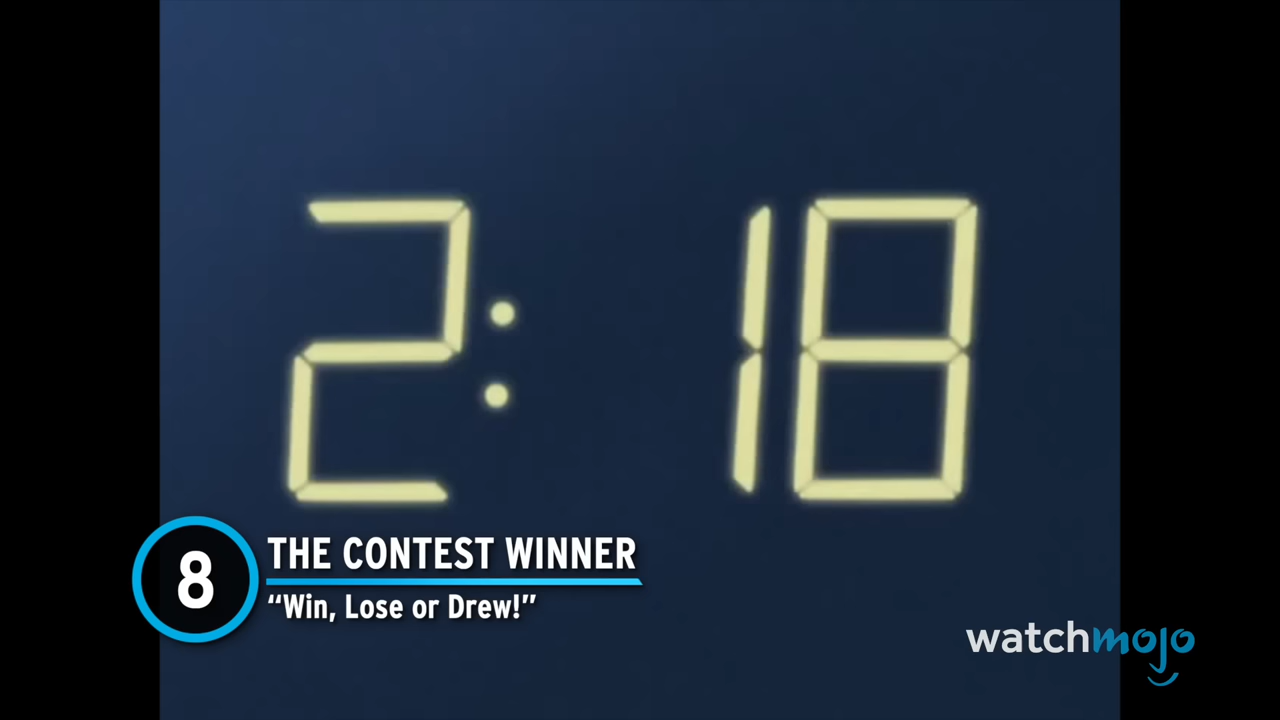 2:18
8
THE CONTEST WINNER
“Win, Lose or Drew!”
watchmojo